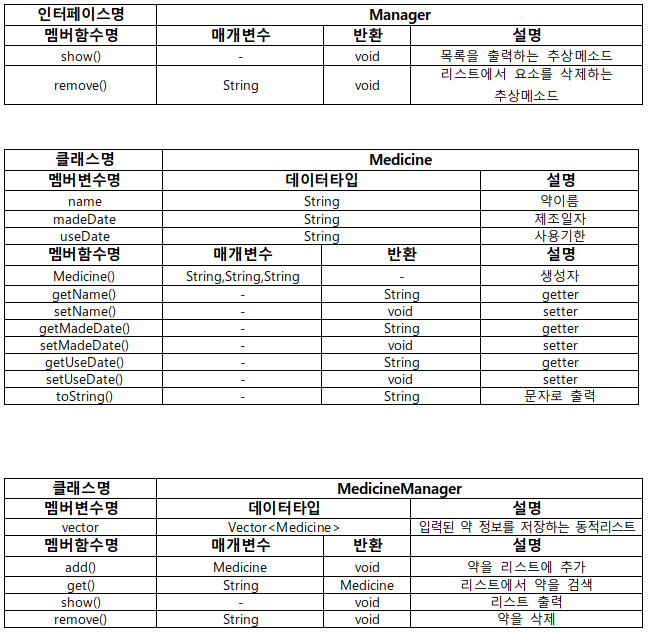 인터페이스명 Manager
멤버함수명 매개변수 반환 설명
show() - void 목록을 출력하는 추상메소드
remove() String void 리스트에서 요소를 삭제하는
추상메소드
클래스명 Medicine
멤버변수명 데이터타입 설명
name String 약이름
madeDate String 제조일자
useDate String 사용기한
멤버함수명 매개변수 반환 설명
Medicine() String,String,String - 생성자
getName() - String getter
setName() - void setter
getMadeDate() - String getter
setMadeDate() - void setter
getUseDate() - String getter
setUseDate() - void setter
toString() - String 문자로 출력
클래스명 MedicineManager
멤버변수명 데이터타입 설명
vector Vector<Medicine> 입력된 약 정보를 저장하는 동적리스트
멤버함수명 매개변수 반환 설명
add() Medicine void 약을 리스트에 추가
get() String Medicine 리스트에서 약을 검색
show() - void 리스트 출력
remove() String void 약을 삭제